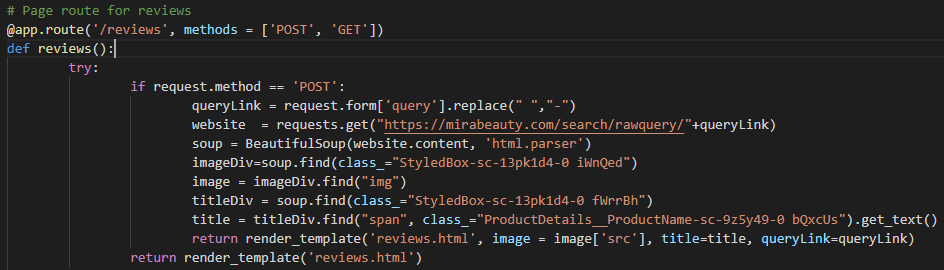 # Page route for reviews
@app.route('/reviews', methods = ['POST', 'GET'])
def reviews():
        try:
                if request.method == 'POST':
                        queryLink = request.form['query'].replace(" ","-")
                        website  = requests.get("https://mirabeauty.com/search/rawquery/"+queryLink)
                        soup = BeautifulSoup(website.content, 'html.parser')
                        imageDiv=soup.find(class_="StyledBox-sc-13pk1d4-0 iWnQed")
                        image = imageDiv.find("img")
                        titleDiv = soup.find(class_="StyledBox-sc-13pk1d4-0 fWrrBh")
                        title = titleDiv.find("span", class_="ProductDetails__ProductName-sc-9z5y49-0 bQxcUs").get_text()
                        return render_template('reviews.html', image = image['src'], title=title, queryLink=queryLink)
                return render_template('reviews.html')